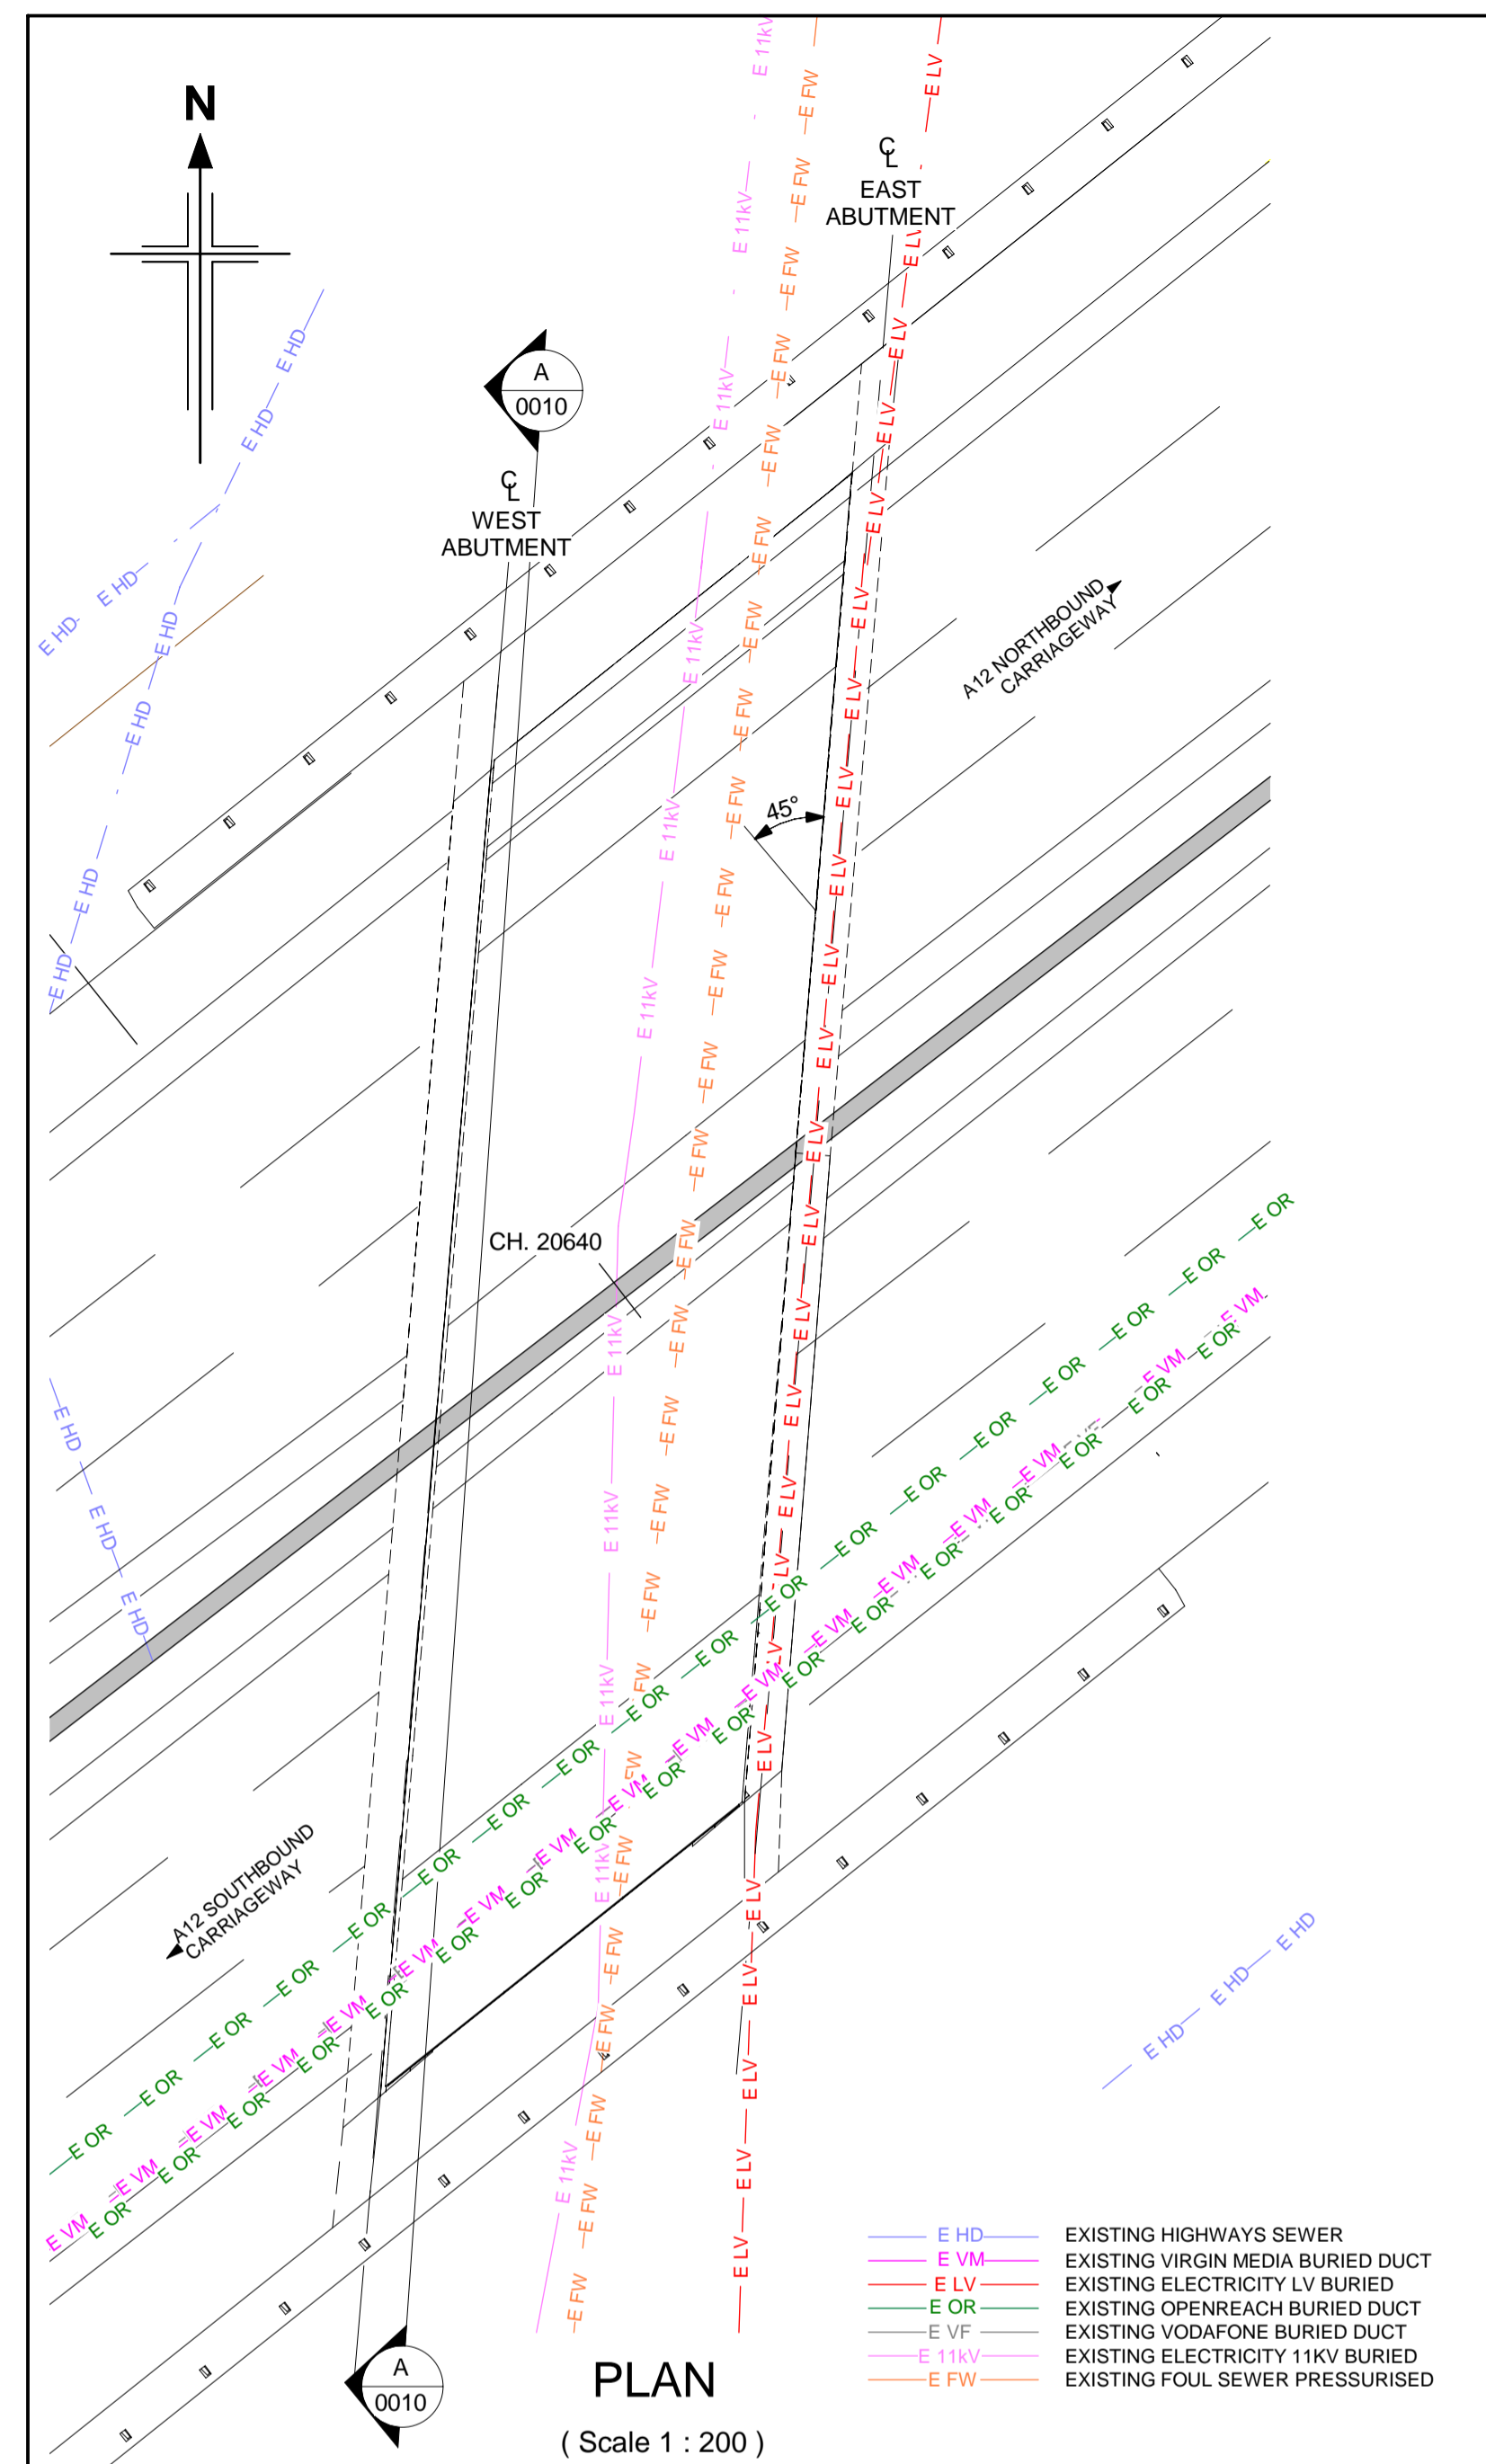 N
℄
EAST
ABUTMENT
A
0010
℄
WEST
ABUTMENT
A12 NORTHBOUND
CARRIAGEWAY
45°
CH. 20640
A12 SOUTHBOUND
CARRIAGEWAY
E HD
E 11kV
E FW
E LV
E OR
E VM
A
0010
PLAN
( Scale 1 : 200 )
E HD EXISTING HIGHWAYS SEWER
E VM EXISTING VIRGIN MEDIA BURIED DUCT
E LV EXISTING ELECTRICITY LV BURIED
E OR EXISTING OPENREACH BURIED DUCT
E VF EXISTING VODAFONE BURIED DUCT
E 11kV EXISTING ELECTRICITY 11KV BURIED
E FW EXISTING FOUL SEWER PRESSURISED